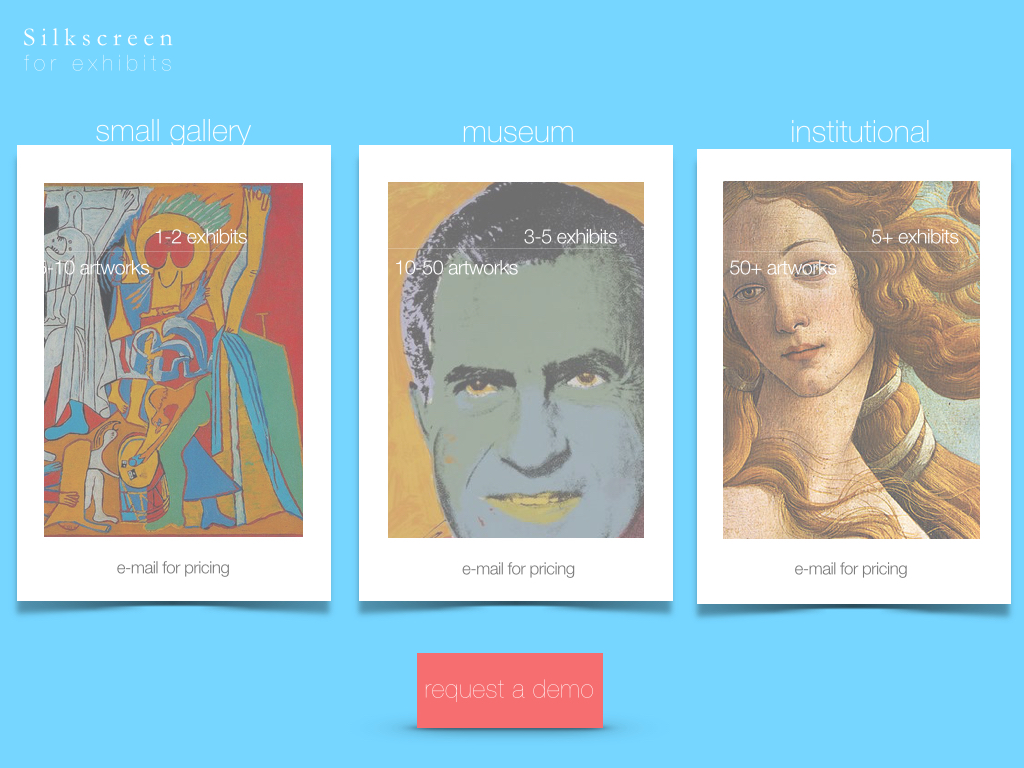 Silkscreen
for exhibits
small gallery
museum
institutional
1-2 exhibits
5-10 artworks
3-5 exhibits
10-50 artworks
5+ exhibits
50+ artworks
e-mail for pricing
e-mail for pricing
e-mail for pricing
request a demo